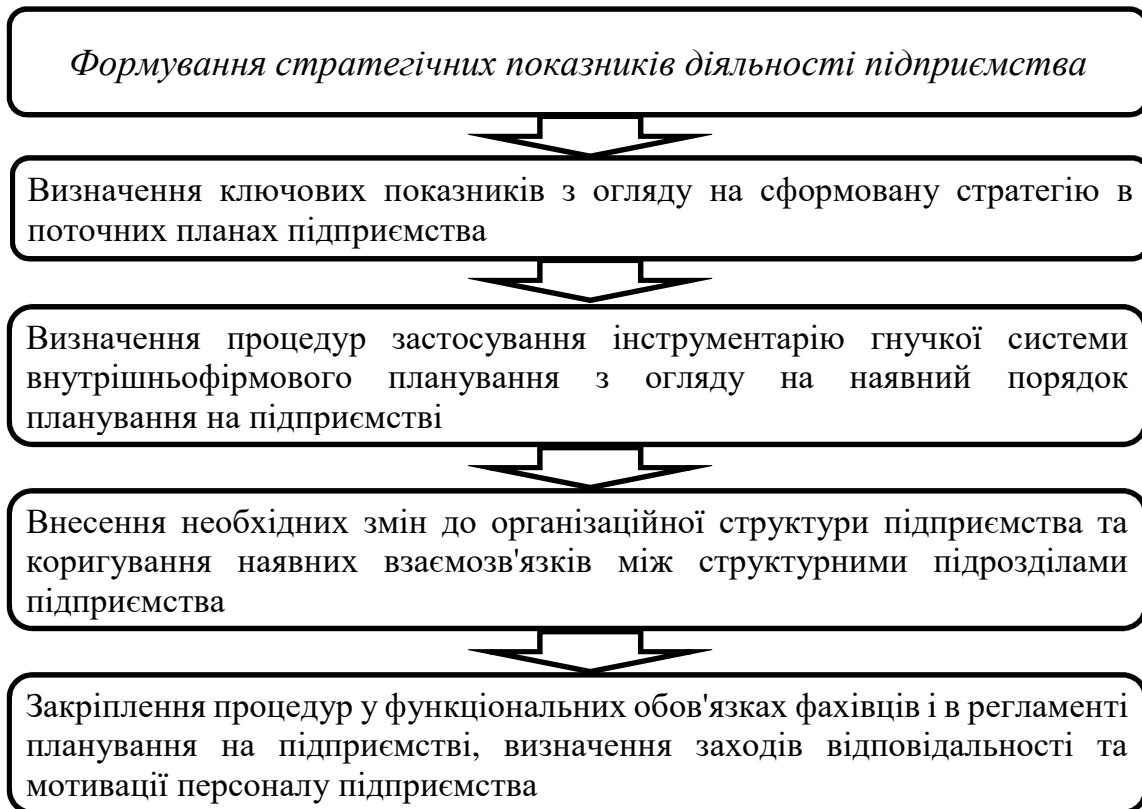 Формування стратегічних показників діяльності підприємства
Визначення ключових показників з огляду на сформовану стратегію в
поточних планах підприємства
Визначення процедур застосування інструментарію гнучкої системи
внутрішньофірмового планування з огляду на наявний порядок
планування на підприємстві
Внесення необхідних змін до організаційної структури підприємства та
коригування наявних взаємозв'язків між структурними підрозділами
підприємства
Закріплення процедур у функціональних обов'язках фахівців і в регламенті
планування на підприємстві, визначення заходів відповідальності та
мотивації персоналу підприємства